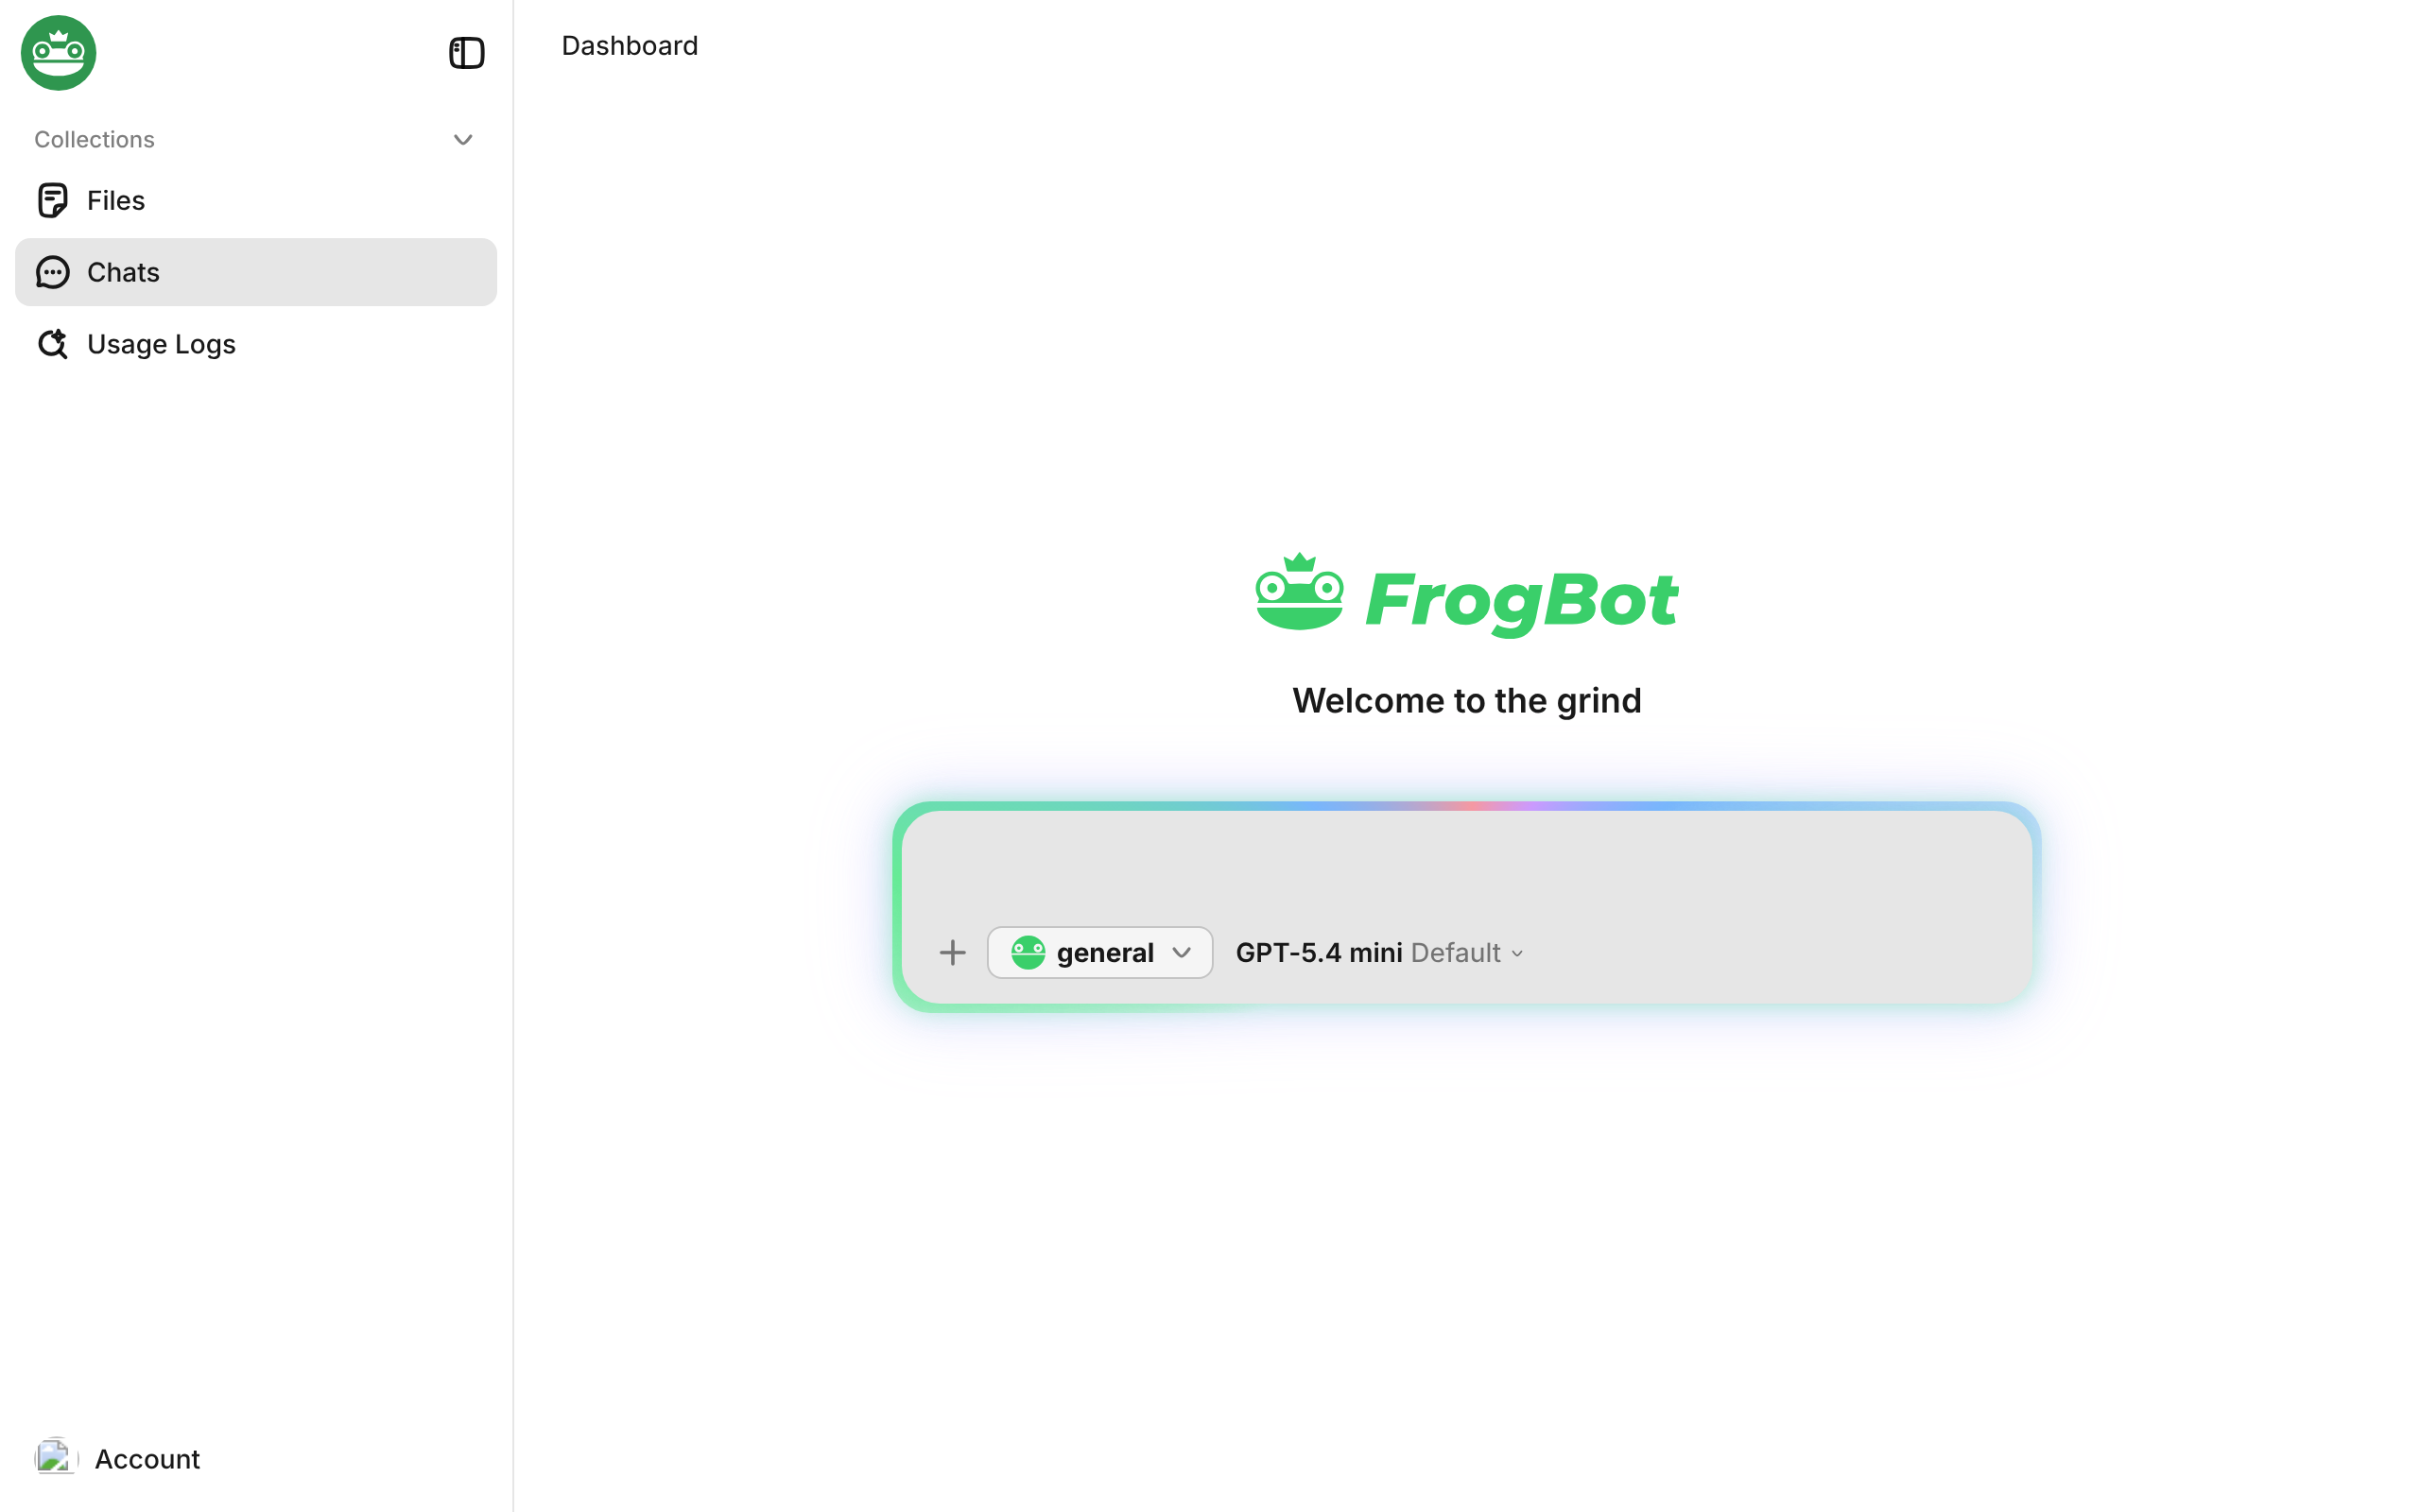 Dashboard
Collections
Files
Chats
Usage Logs
FrogBot
Welcome to the grind
general
GPT-5.4 mini Default
Account